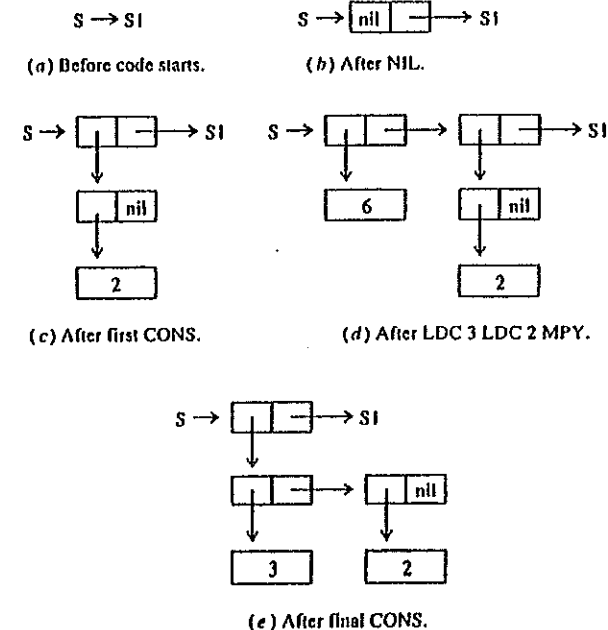 S → S1
S → nil → S1
(a) Before code starts.
(b) After NIL.
S → → S1
S → → → S1
nil
6
nil
2
2
(c) After first CONS.
(d) After LDC 3 LDC 2 MPY.
S → → S1
→ nil
3 2
(e) After final CONS.